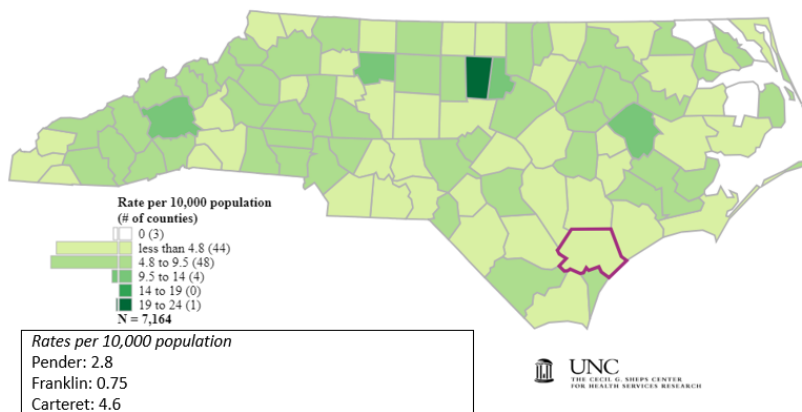 Rate per 10,000 population
(# of counties)
0 (3)
less than 4.8 (44)
4.8 to 9.5 (48)
9.5 to 14 (4)
14 to 19 (0)
19 to 24 (1)
N = 7,164
Rates per 10,000 population
Pender: 2.8
Franklin: 0.75
Carteret: 4.6
UNC
THE CECIL G. SHEPS CENTER
FOR HEALTH SERVICES RESEARCH